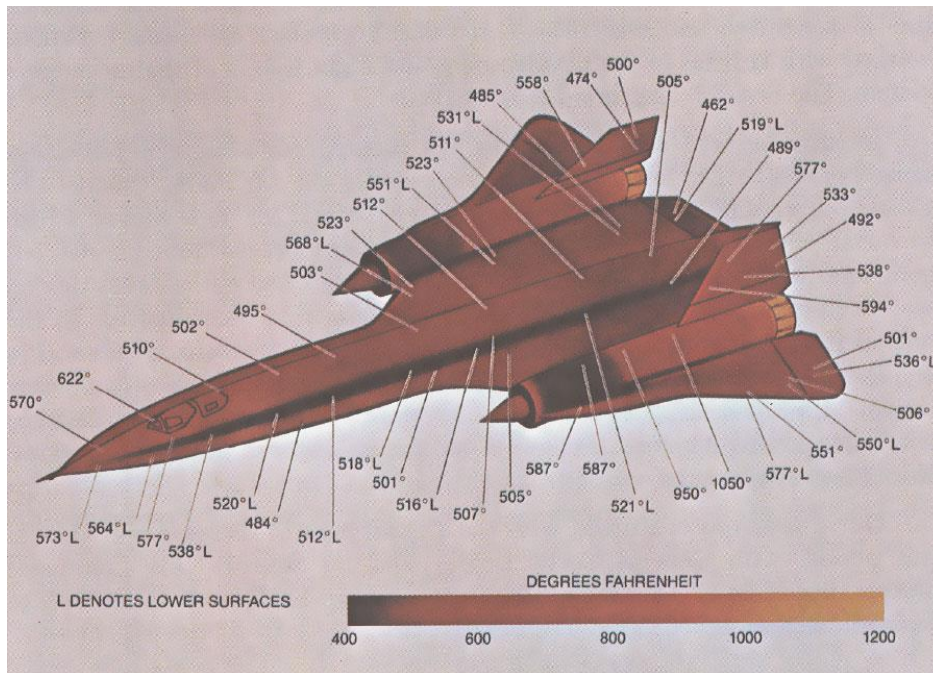 500°
474°
505°
558°
485°
462°
531°L
519°L
511°
489°
523°
577°
551°L
533°
512°
523°
492°
568°L
538°
503°
594°
495°
502°
501°
510°
536°L
622°
506°
570°
550°L
551°
577°L
518°L
587°
587°
1050°
950°
501°
521°L
516°L
505°
507°
520°L
484°
512°L
564°L
573°L
577°
538°L
DEGREES FAHRENHEIT
L DENOTES LOWER SURFACES
400 600 800 1000 1200